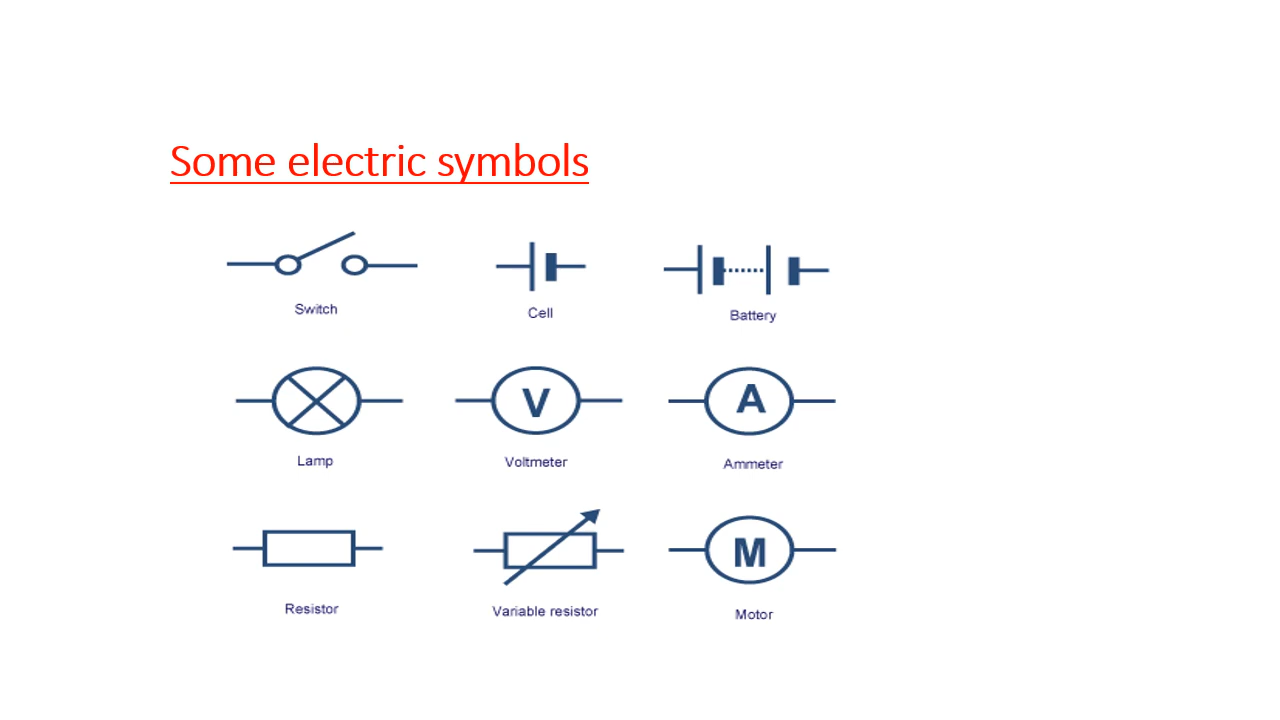 Some electric symbols
Switch
Cell
Battery
V
A
Lamp
Voltmeter
Ammeter
M
Resistor
Variable resistor
Motor